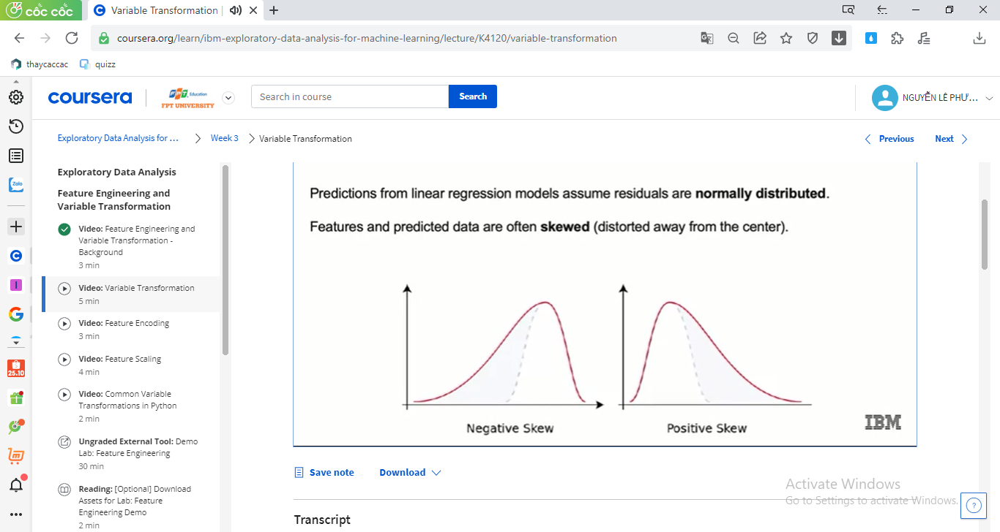 cốc cốc
Variable Transformation
coursera.org/learn/ibm-exploratory-data-analysis-for-machine-learning/lecture/K4120/variable-transformation
thaycaccac
quizz
coursera
FPT Education
FPT UNIVERSITY
Search in course
Search
NGUYỄN LÊ PHƯ...
Exploratory Data Analysis for ...
Week 3
Variable Transformation
Previous
Next
Zalo
I
25.10
Exploratory Data Analysis
Feature Engineering and
Variable Transformation
Video: Feature Engineering and
Variable Transformation -
Background
3 min
Video: Variable Transformation
5 min
Video: Feature Encoding
3 min
Video: Feature Scaling
4 min
Video: Common Variable
Transformations in Python
2 min
Ungraded External Tool: Demo
Lab: Feature Engineering
30 min
Reading: [Optional] Download
Assets for Lab: Feature
Engineering Demo
2 min
Predictions from linear regression models assume residuals are normally distributed.
Features and predicted data are often skewed (distorted away from the center).
Negative Skew
Positive Skew
IBM
Save note
Download
Activate Windows
Go to Settings to activate Windows.
?
Transcript